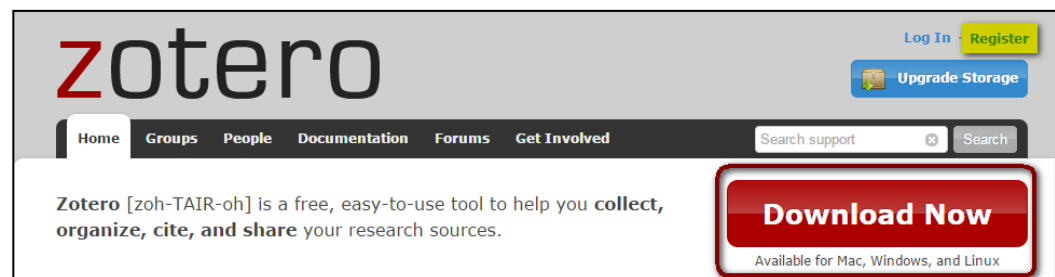 zotero
Log In - Register
Upgrade Storage
Home Groups People Documentation Forums Get Involved
Search support Search
Zotero [zoh-TAIR-oh] is a free, easy-to-use tool to help you collect,
organize, cite, and share your research sources.
Download Now
Available for Mac, Windows, and Linux